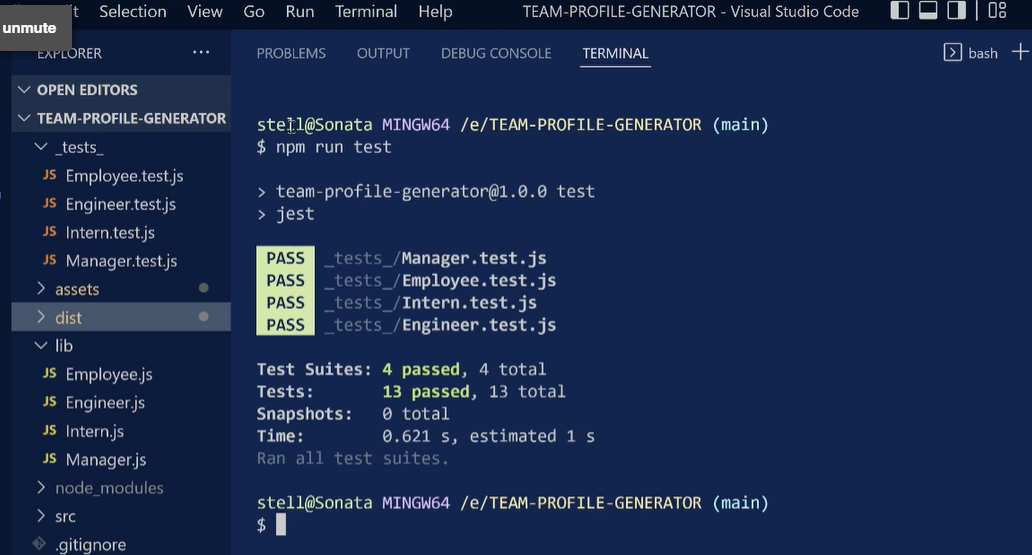 Selection View Go Run Terminal Help TEAM-PROFILE-GENERATOR - Visual Studio Code
unmute
EXPLORER ...
PROBLEMS OUTPUT DEBUG CONSOLE TERMINAL bash
OPEN EDITORS
TEAM-PROFILE-GENERATOR
_tests_
JS Employee.test.js
JS Engineer.test.js
JS Intern.test.js
JS Manager.test.js
assets
dist
lib
JS Employee.js
JS Engineer.js
JS Intern.js
JS Manager.js
node_modules
src
.gitignore
stell@Sonata MINGW64 /e/TEAM-PROFILE-GENERATOR (main)
$ npm run test
> team-profile-generator@1.0.0 test
> jest
PASS _tests_/Manager.test.js
PASS _tests_/Employee.test.js
PASS _tests_/Intern.test.js
PASS _tests_/Engineer.test.js
Test Suites: 4 passed, 4 total
Tests: 13 passed, 13 total
Snapshots: 0 total
Time: 0.621 s, estimated 1 s
Ran all test suites.
stell@Sonata MINGW64 /e/TEAM-PROFILE-GENERATOR (main)
$